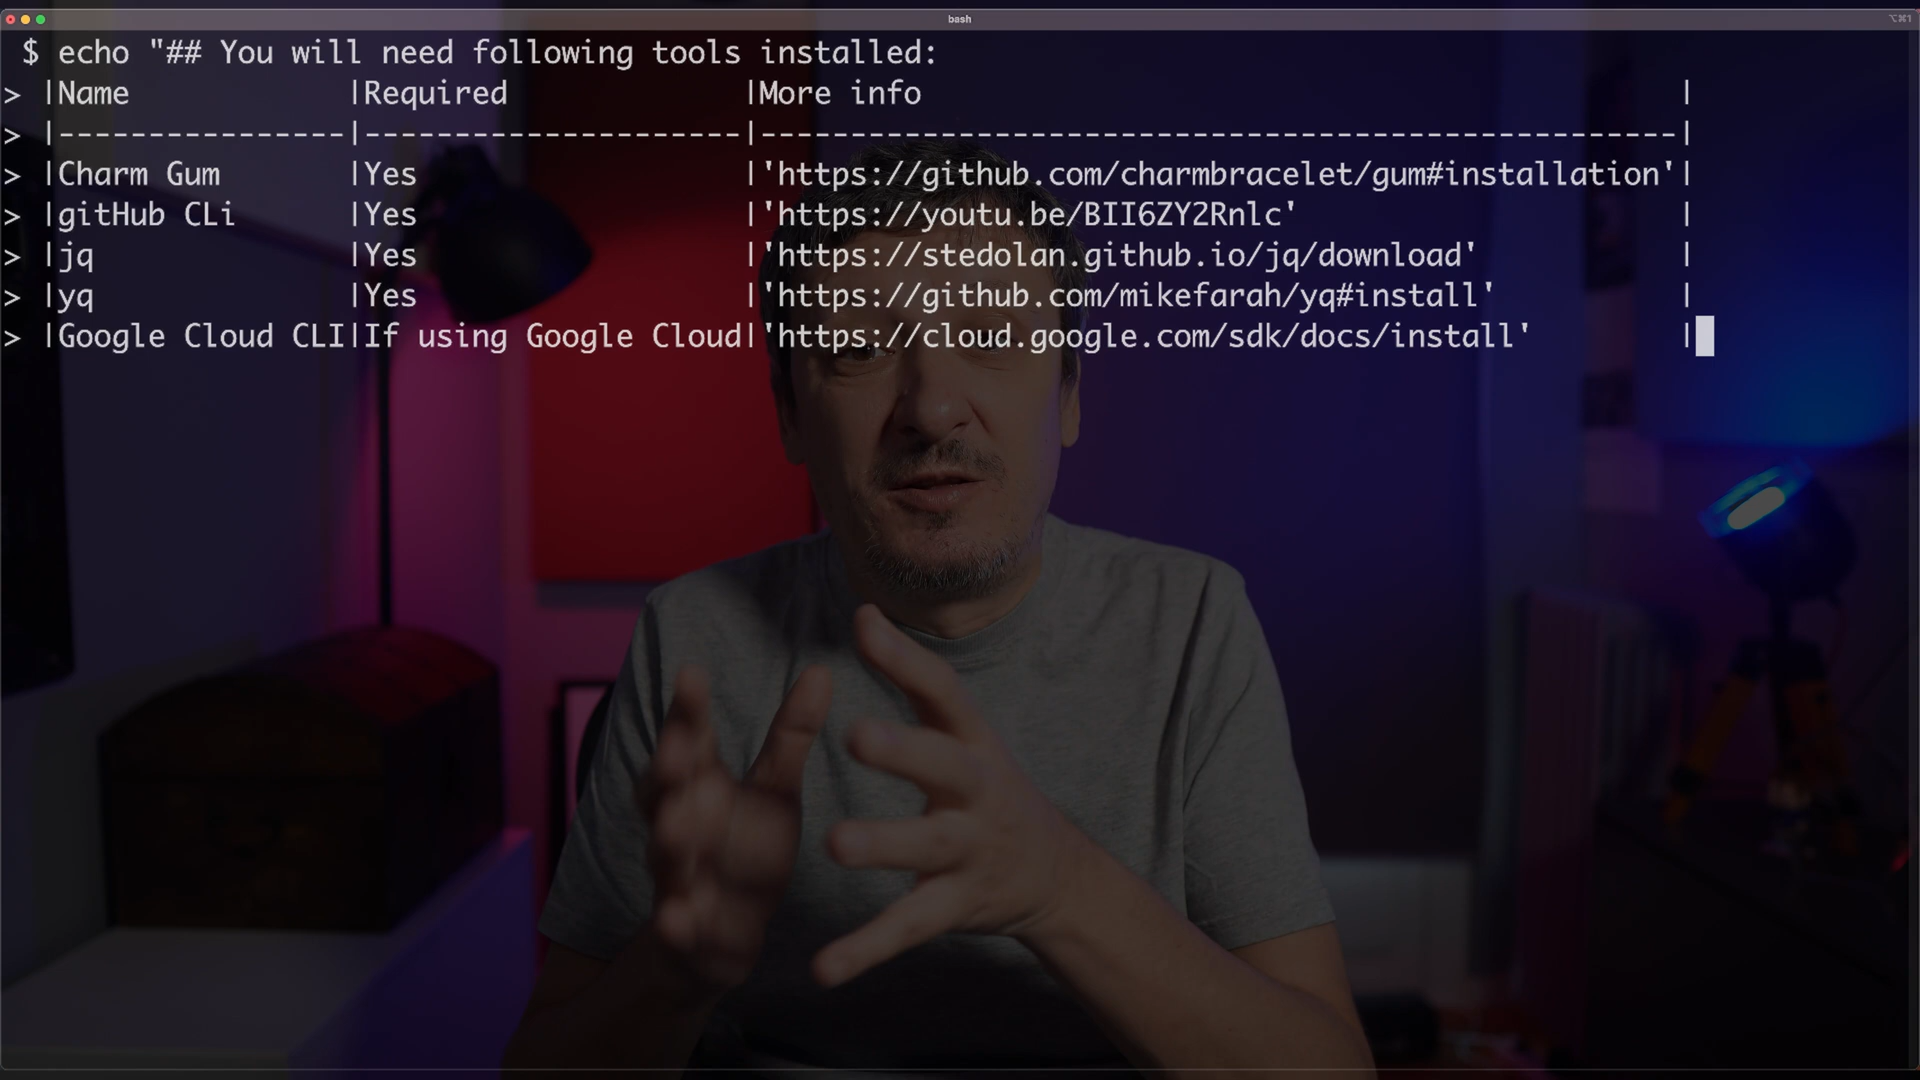 bash
⌥⌘1
$ echo "## You will need following tools installed:
> |Name            |Required             |More info                                          |
> |----------------|---------------------|---------------------------------------------------|
> |Charm Gum       |Yes                  |'https://github.com/charmbracelet/gum#installation'|
> |gitHub CLi      |Yes                  |'https://youtu.be/BII6ZY2Rnlc'                     |
> |jq              |Yes                  |'https://stedolan.github.io/jq/download'           |
> |yq              |Yes                  |'https://github.com/mikefarah/yq#install'          |
> |Google Cloud CLI|If using Google Cloud|'https://cloud.google.com/sdk/docs/install'        |